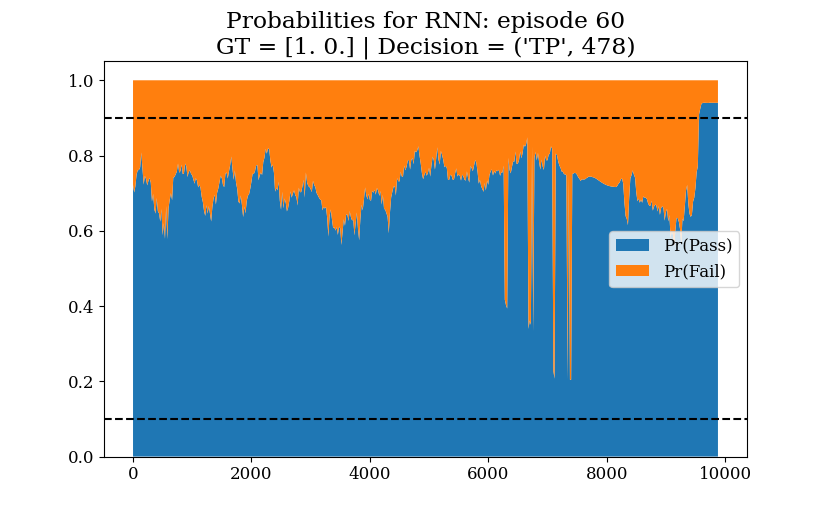 Probabilities for RNN: episode 60
GT = [1. 0.] | Decision = ('TP', 478)
1.0
0.8
0.6
0.4
0.2
0.0
Pr(Pass)
Pr(Fail)
0 2000 4000 6000 8000 10000